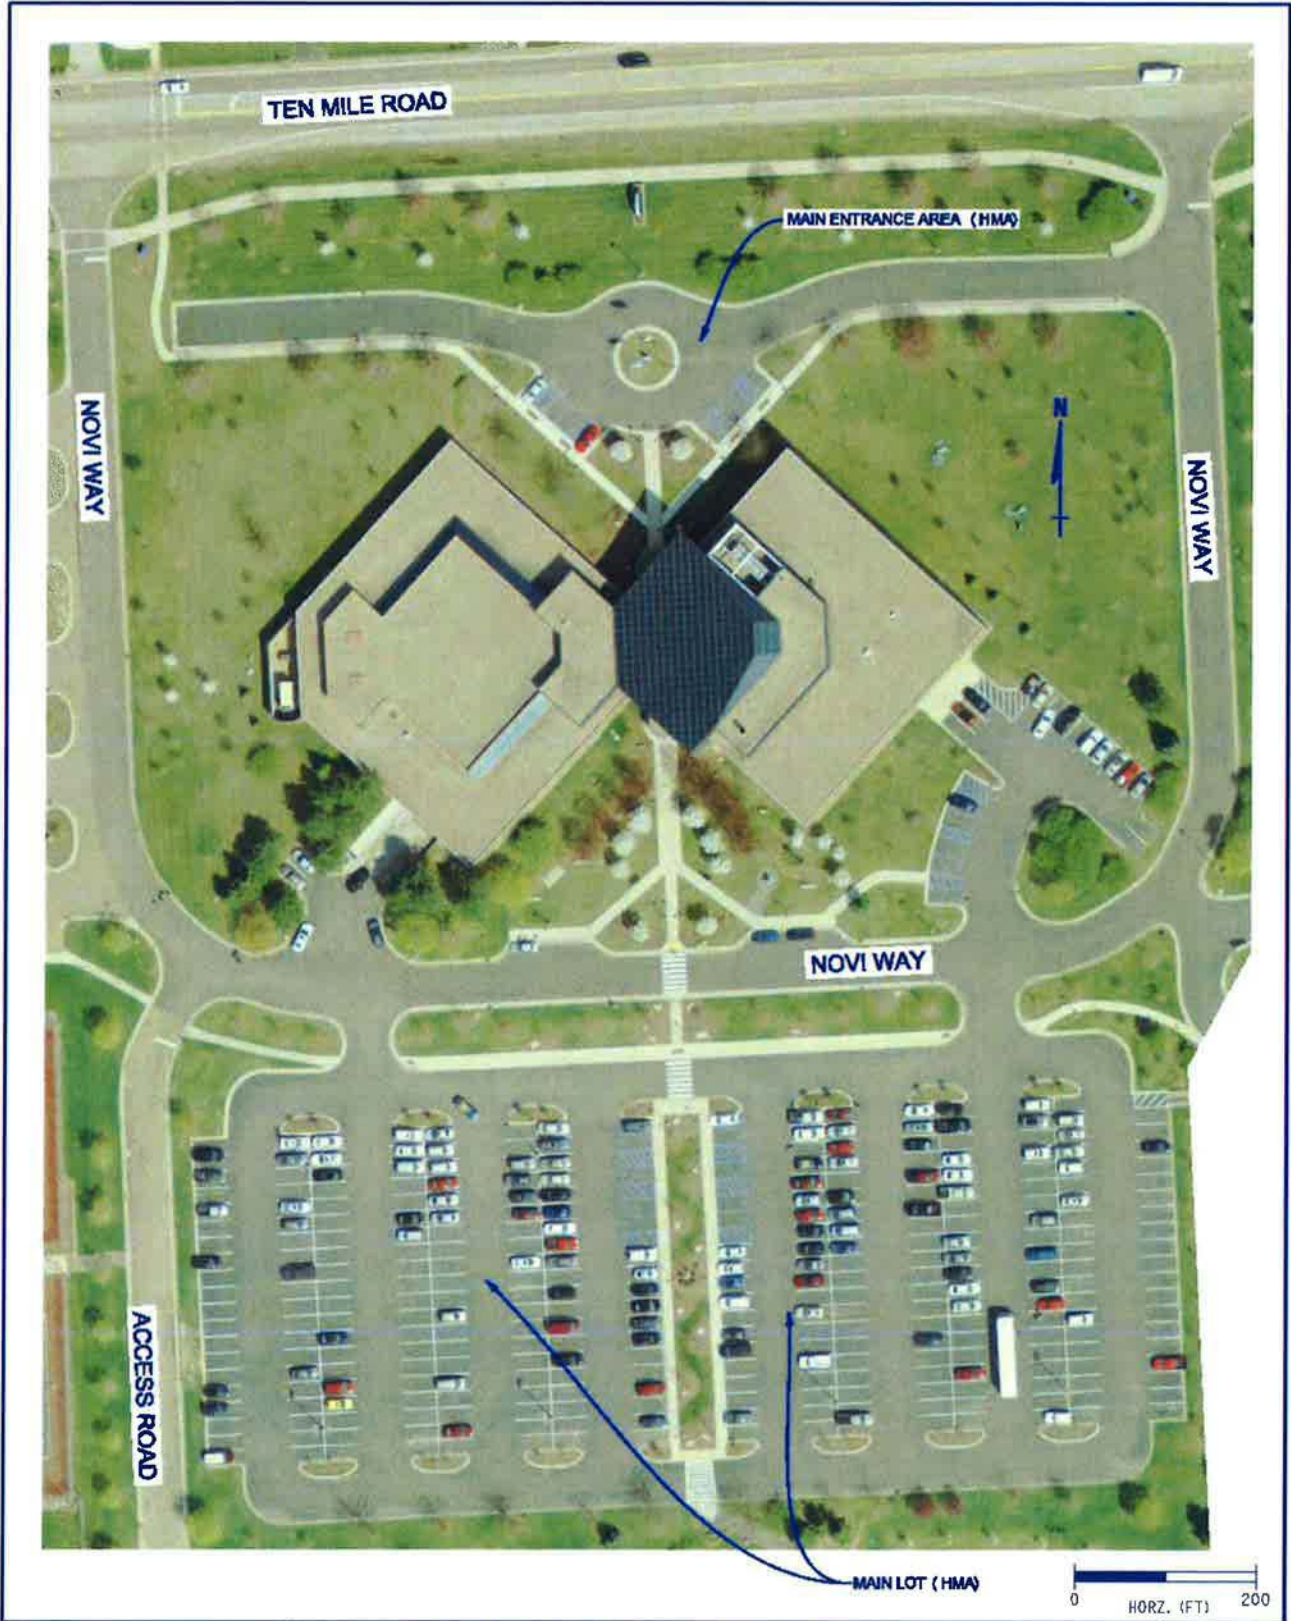 TEN MILE ROAD
MAIN ENTRANCE AREA (HMA)
NOVI WAY
N
NOVI WAY
NOVI WAY
ACCESS ROAD
MAIN LOT (HMA)
0 200
HORZ. (FT)